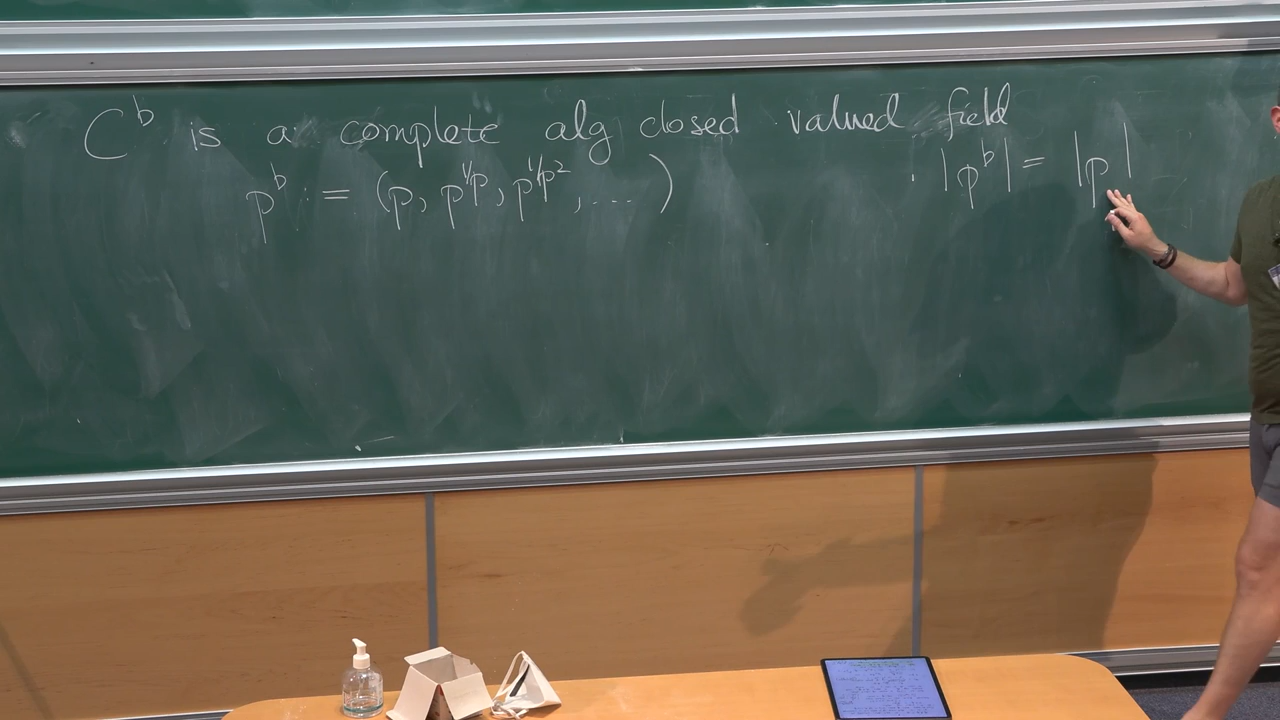 C^b is a complete alg closed valued field
p^b := (p, p^{1/p}, p^{1/p^2}, ....) |p^b| = |p|